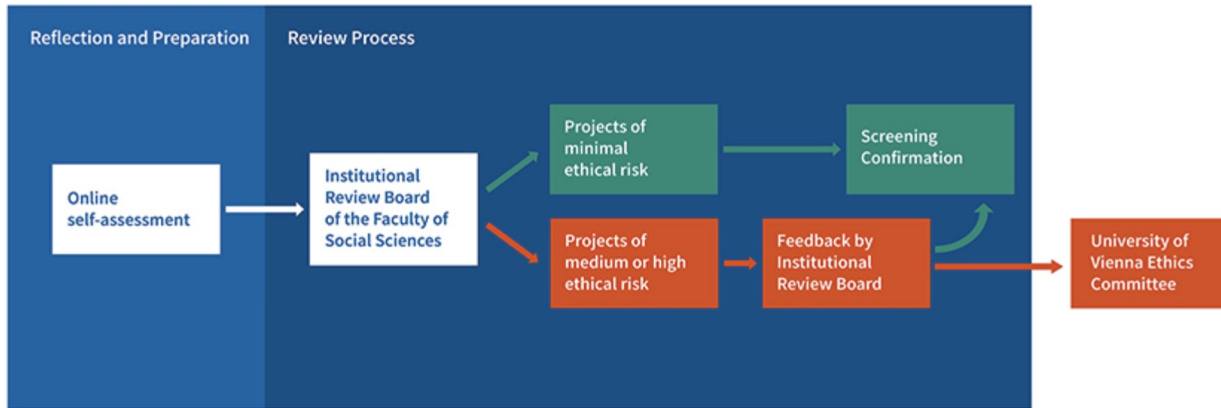 Reflection and Preparation
Review Process
Online
self-assessment
Institutional
Review Board
of the Faculty of
Social Sciences
Projects of
minimal
ethical risk
Screening
Confirmation
Projects of
medium or high
ethical risk
Feedback by
Institutional
Review Board
University of
Vienna Ethics
Committee